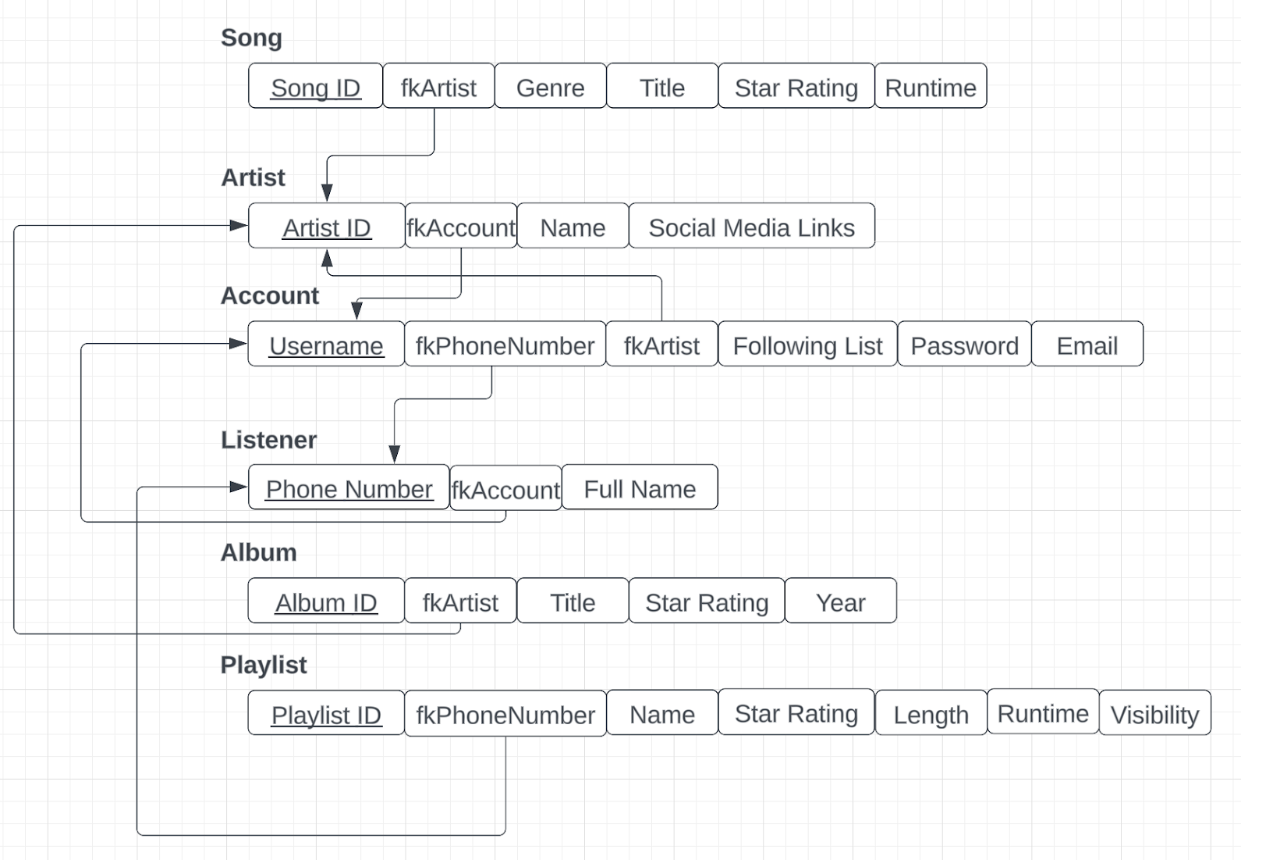 Song
Song ID fkArtist Genre Title Star Rating Runtime
Artist
Artist ID fkAccount Name Social Media Links
Account
Username fkPhoneNumber fkArtist Following List Password Email
Listener
Phone Number fkAccount Full Name
Album
Album ID fkArtist Title Star Rating Year
Playlist
Playlist ID fkPhoneNumber Name Star Rating Length Runtime Visibility